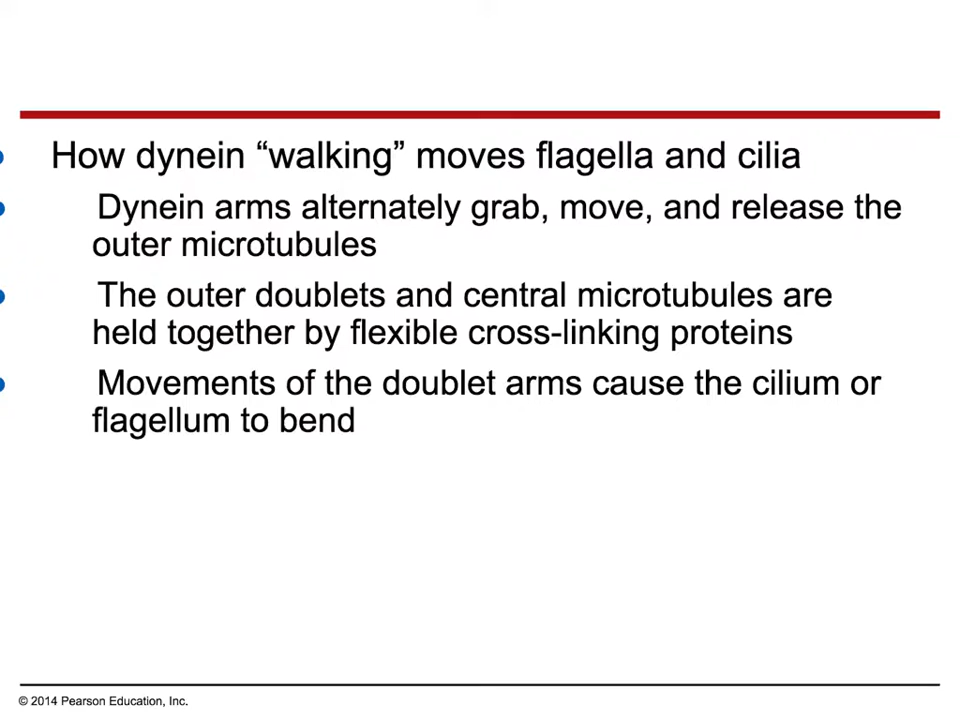 How dynein “walking” moves flagella and cilia
Dynein arms alternately grab, move, and release the
outer microtubules
The outer doublets and central microtubules are
held together by flexible cross-linking proteins
Movements of the doublet arms cause the cilium or
flagellum to bend
© 2014 Pearson Education, Inc.